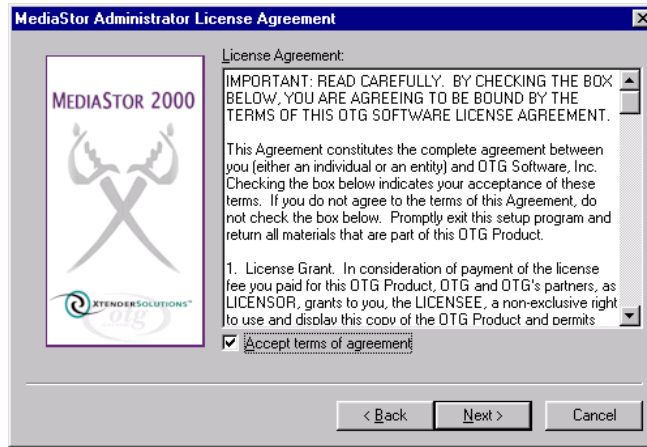 MediaStor Administrator License Agreement
License Agreement:
MEDIASTOR 2000
XTENDERSOLUTIONS™
otg
IMPORTANT: READ CAREFULLY. BY CHECKING THE BOX
BELOW, YOU ARE AGREEING TO BE BOUND BY THE
TERMS OF THIS OTG SOFTWARE LICENSE AGREEMENT.
This Agreement constitutes the complete agreement between
you (either an individual or an entity) and OTG Software, Inc.
Checking the box below indicates your acceptance of these
terms. If you do not agree to the terms of this Agreement, do
not check the box below. Promptly exit this setup program and
return all materials that are part of this OTG Product.
1. License Grant. In consideration of payment of the license
fee you paid for this OTG Product, OTG and OTG's partners, as
LICENSOR, grants to you, the LICENSEE, a non-exclusive right
to use and display this copy of the OTG Product and permits
Accept terms of agreement
< Back
Next >
Cancel